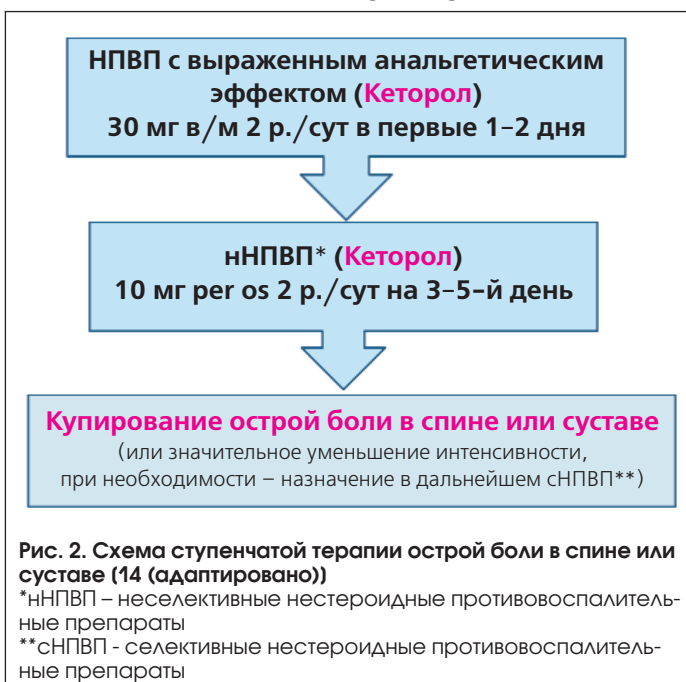 НПВП с выраженным анальгетическим
эффектом (Кеторол)
30 мг в/м 2 р./сут в первые 1–2 дня
нНПВП* (Кеторол)
10 мг per os 2 р./сут на 3–5-й день
Купирование острой боли в спине или суставе
(или значительное уменьшение интенсивности,
при необходимости – назначение в дальнейшем сНПВП**)
Рис. 2. Схема ступенчатой терапии острой боли в спине или
суставе (14 (адаптировано))
*нНПВП – неселективные нестероидные противовоспалитель-
ные препараты
**сНПВП - селективные нестероидные противовоспалитель-
ные препараты